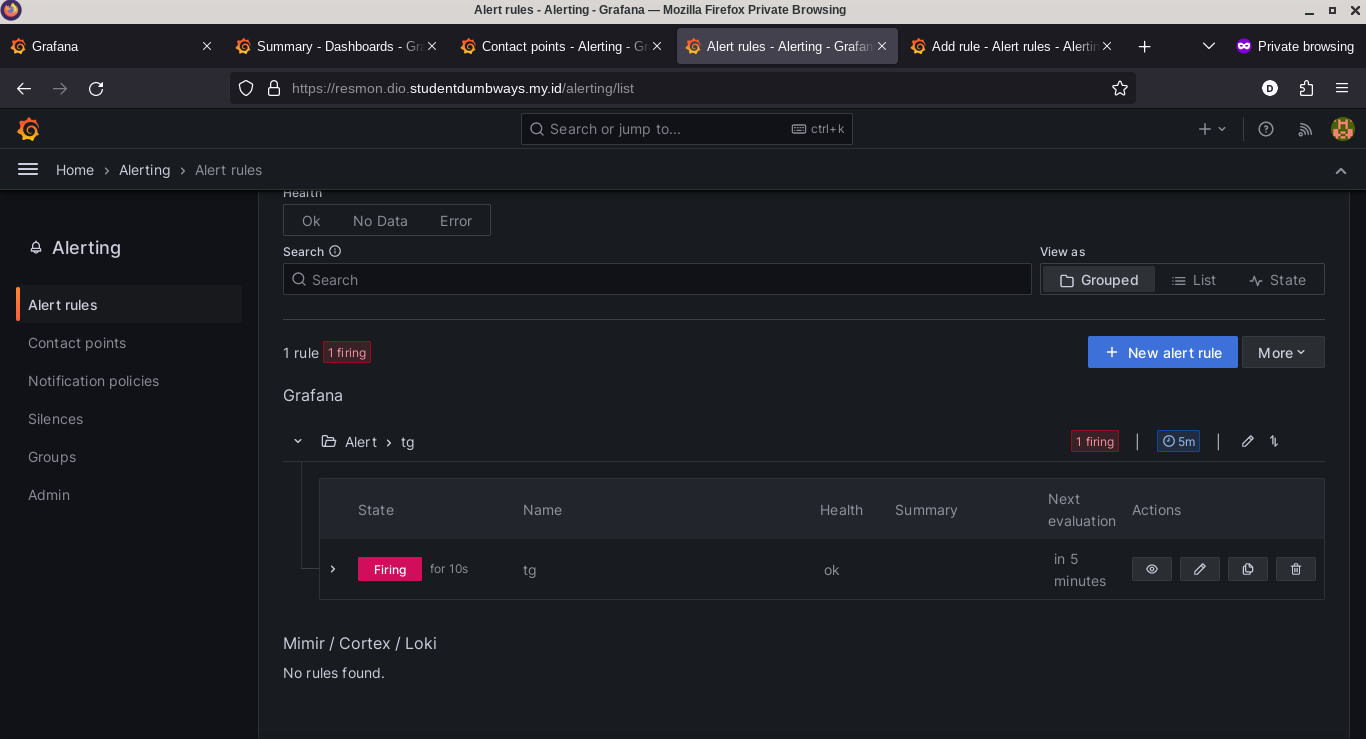 Alert rules - Alerting - Grafana — Mozilla Firefox Private Browsing
Grafana
Summary - Dashboards - Gr
Contact points - Alerting - Gr
Alert rules - Alerting - Grafan
Add rule - Alert rules - Alertin
Private browsing
https://resmon.dio.studentdumbways.my.id/alerting/list
D
Search or jump to...
ctrl+k
Home › Alerting › Alert rules
Alerting
Alert rules
Contact points
Notification policies
Silences
Groups
Admin
Health
Ok No Data Error
Search
View as
Search
Grouped List State
1 rule 1 firing
New alert rule
More
Grafana
Alert › tg
1 firing | 5m |
State Name Health Summary Next evaluation Actions
Firing for 10s tg ok in 5 minutes
Mimir / Cortex / Loki
No rules found.